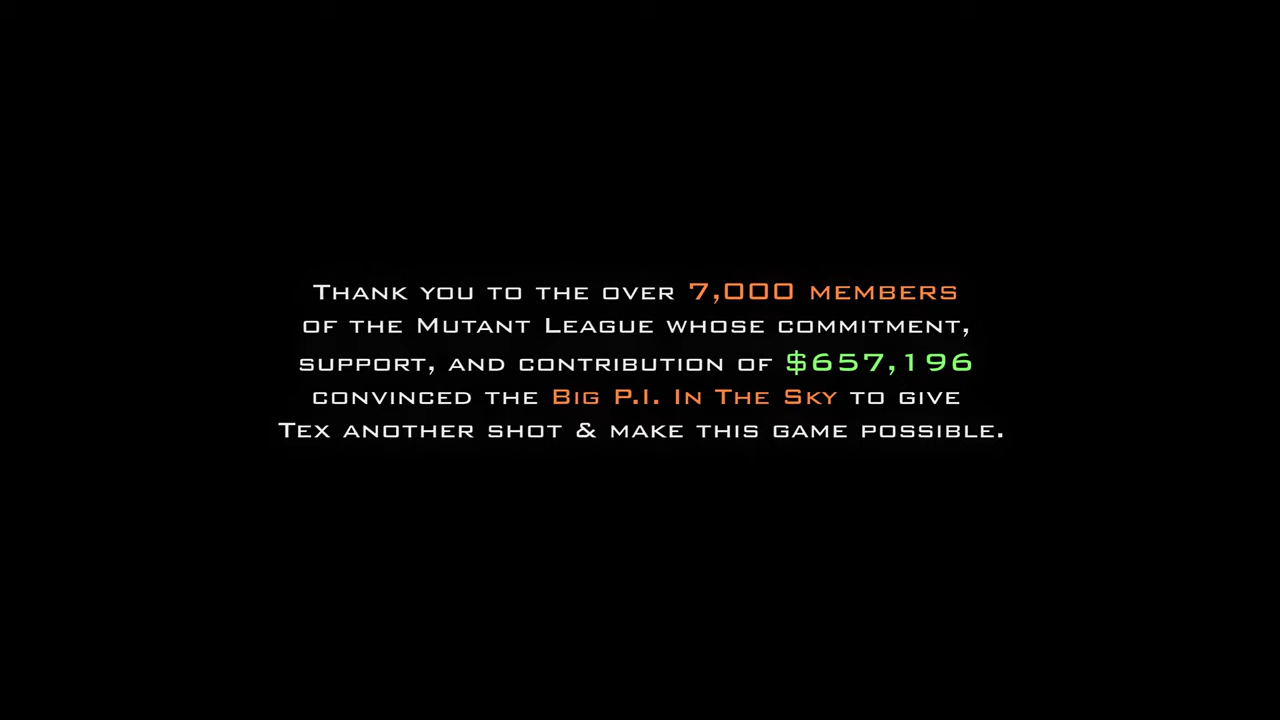 Thank you to the over 7,000 members
of the Mutant League whose commitment,
support, and contribution of $657,196
convinced the Big P.I. In The Sky to give
Tex another shot & make this game possible.